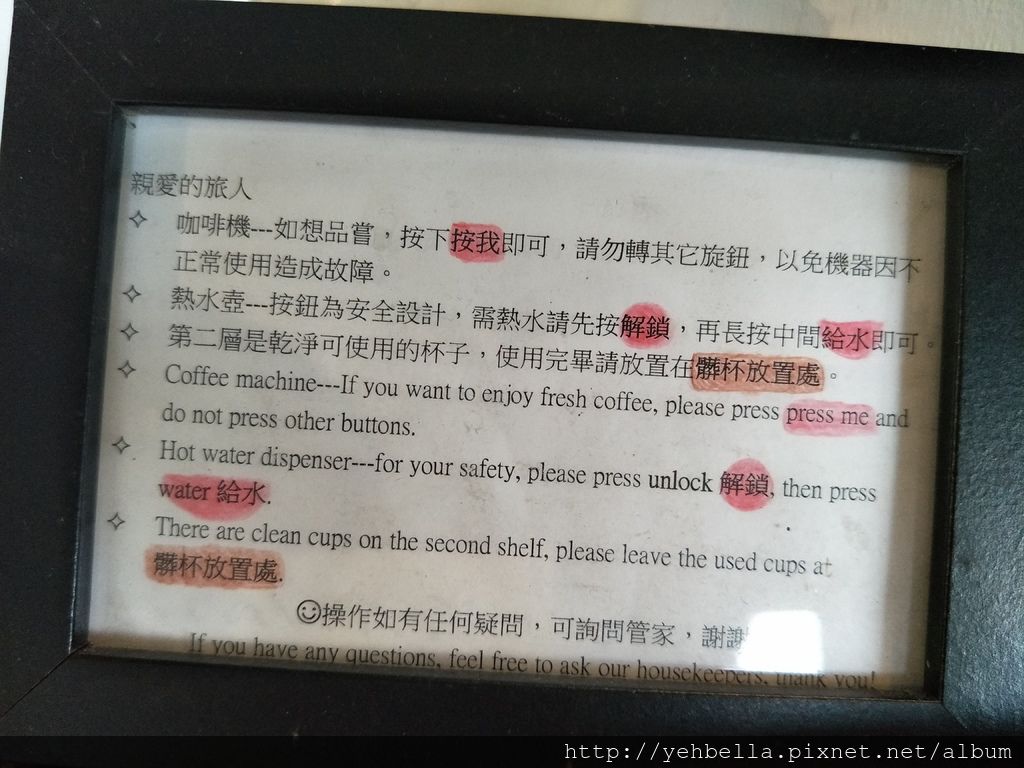 親愛的旅人
✧ 咖啡機---如想品嘗，按下按我即可，請勿轉其它旋鈕，以免機器因不
正常使用造成故障。
✧ 熱水壺---按鈕為安全設計，需熱水請先按解鎖，再長按中間給水即可。
✧ 第二層是乾淨可使用的杯子，使用完畢請放置在髒杯放置處。
✧ Coffee machine---If you want to enjoy fresh coffee, please press press me and
do not press other buttons.
✧ Hot water dispenser---for your safety, please press unlock 解鎖, then press
water 給水.
✧ There are clean cups on the second shelf, please leave the used cups at
髒杯放置處.
☺操作如有任何疑問，可詢問管家，謝謝
If you have any questions, feel free to ask our housekeepers, thank you!
http://yehbella.pixnet.net/album